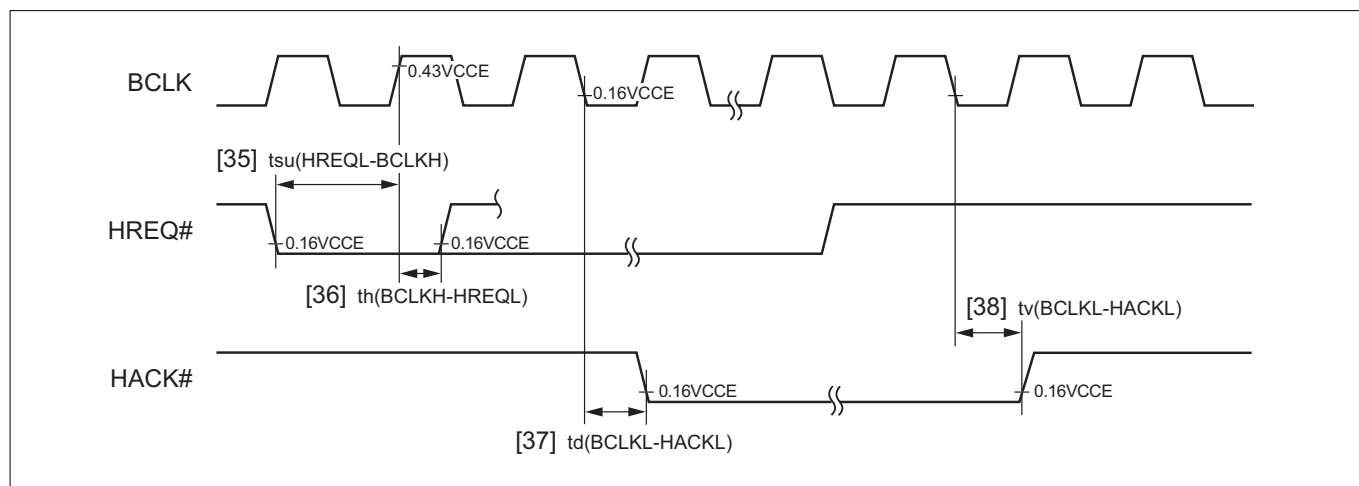 BCLK
0.43VCCE
0.16VCCE
[35] tsu(HREQL-BCLKH)
HREQ#
0.16VCCE
0.16VCCE
[36] th(BCLKH-HREQL)
[38] tv(BCLKL-HACKL)
HACK#
0.16VCCE
0.16VCCE
[37] td(BCLKL-HACKL)